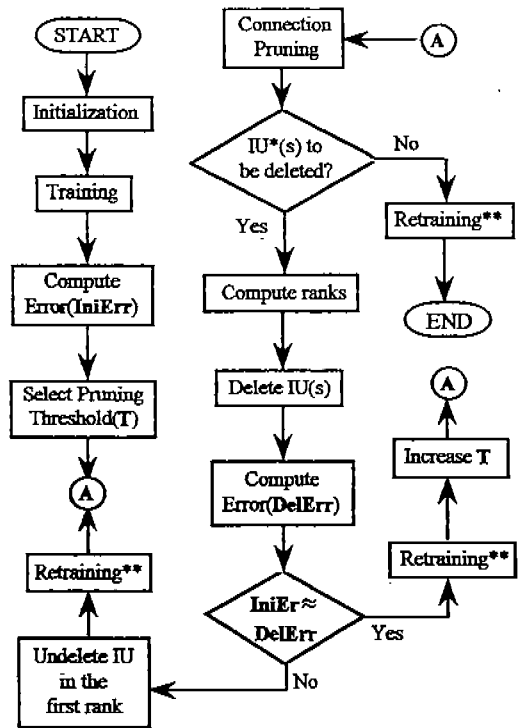 START
Initialization
Training
Compute
Error(IniErr)
Select Pruning
Threshold(T)
A
Retraining**
Undelete IU
in the
first rank
Connection
Pruning
A
IU*(s) to
be deleted?
No
Yes
Retraining**
END
Compute ranks
Delete IU(s)
Compute
Error(DelErr)
IniEr≈
DelErr
No
Yes
Retraining**
Increase T
A